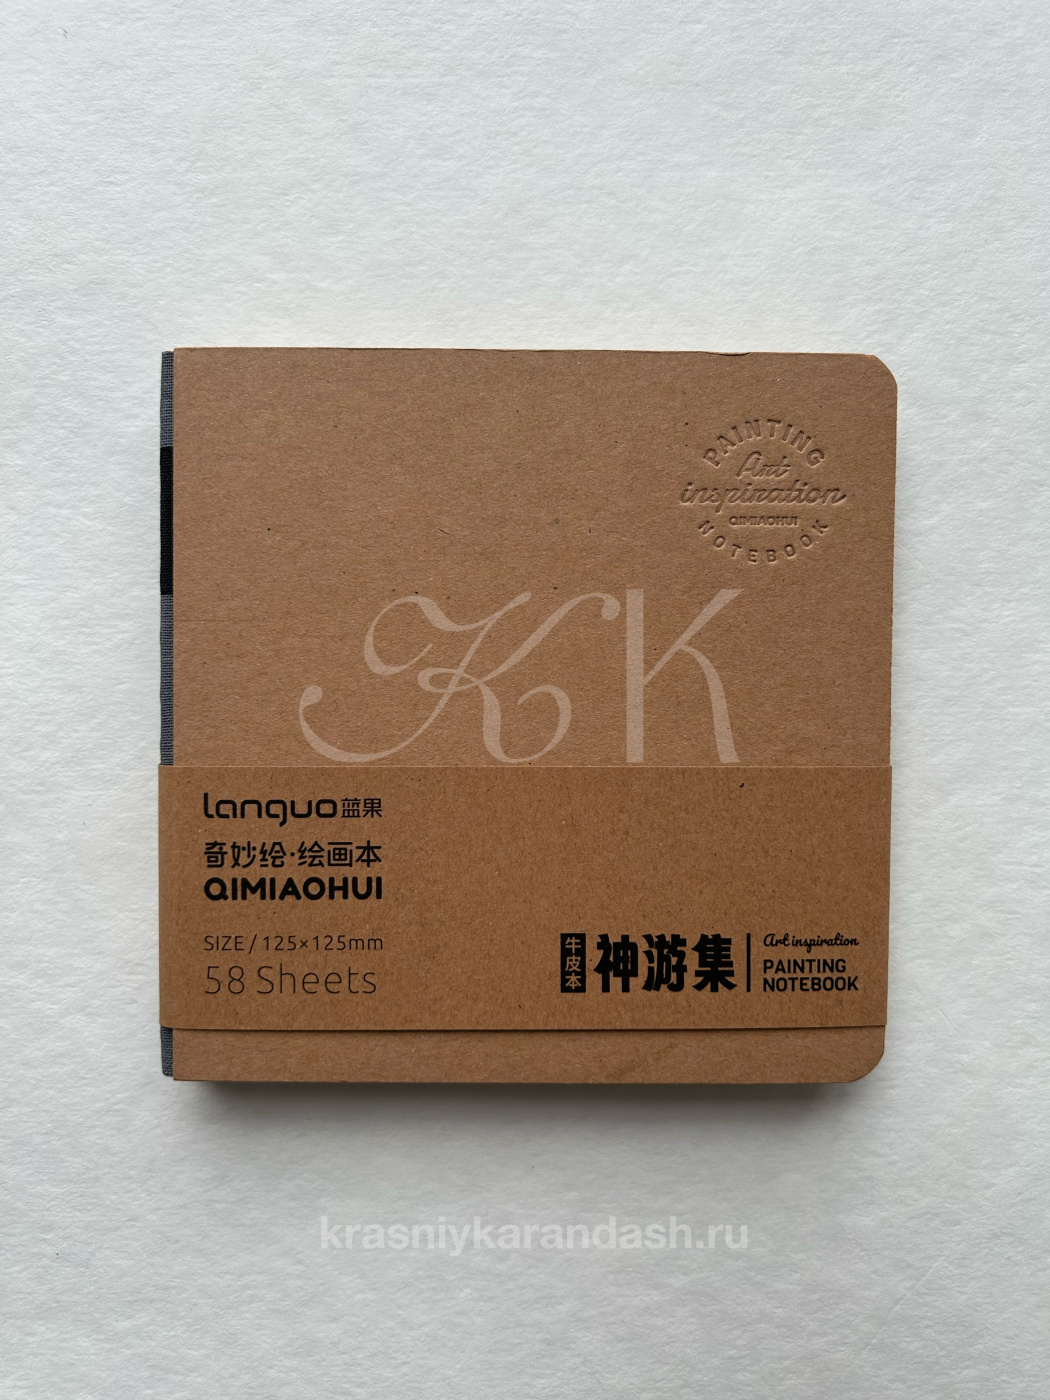 PAINTING
Art
inspiration
QIMIAOHUI
NOTEBOOK
KK
languo蓝果
奇妙绘·绘画本
QIMIAOHUI
SIZE/125×125mm
58 Sheets
牛皮本
神游集
Art inspiration
PAINTING
NOTEBOOK
krasniykarandash.ru